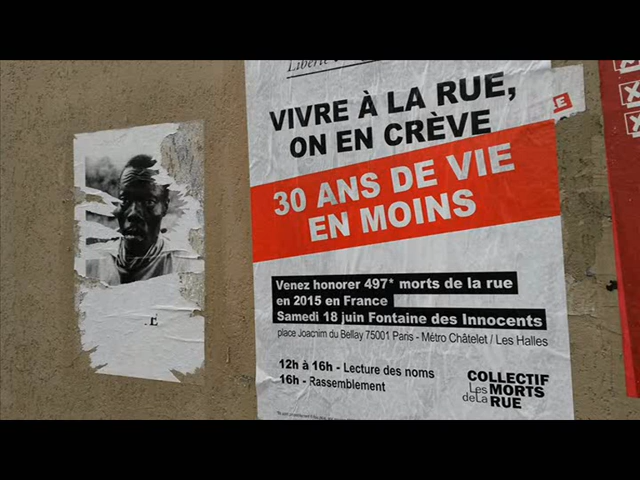 Liberté
VIVRE À LA RUE,
ON EN CRÈVE
30 ANS DE VIE
EN MOINS
Venez honorer 497* morts de la rue
en 2015 en France
Samedi 18 juin Fontaine des Innocents
place Joachim du Bellay 75001 Paris - Métro Châtelet / Les Halles
12h à 16h - Lecture des noms
16h - Rassemblement
COLLECTIF
Les MORTS
deLa RUE
É